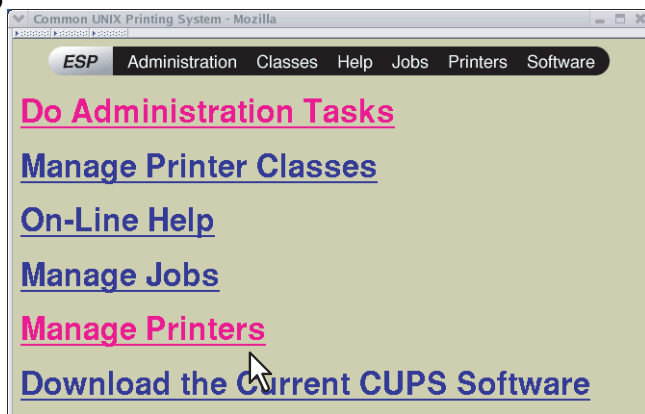 Common UNIX Printing System - Mozilla
ESP Administration Classes Help Jobs Printers Software
Do Administration Tasks
Manage Printer Classes
On-Line Help
Manage Jobs
Manage Printers
Download the Current CUPS Software